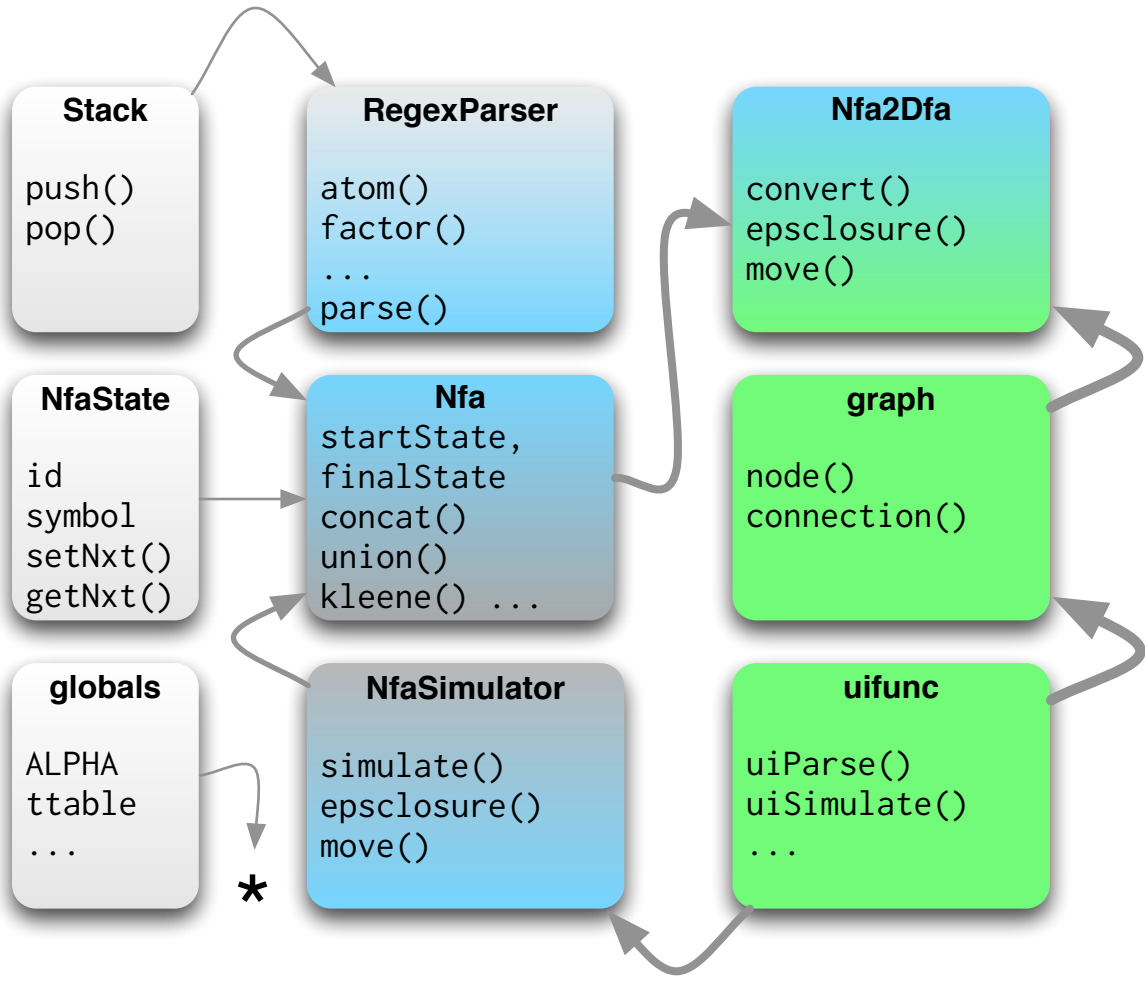 Stack
push()
pop()
RegexParser
atom()
factor()
...
parse()
Nfa2Dfa
convert()
epsclosure()
move()
NfaState
id
symbol
setNxt()
getNxt()
Nfa
startState,
finalState
concat()
union()
kleene() ...
graph
node()
connection()
globals
ALPHA
ttable
...
*
NfaSimulator
simulate()
epsclosure()
move()
uifunc
uiParse()
uiSimulate()
...